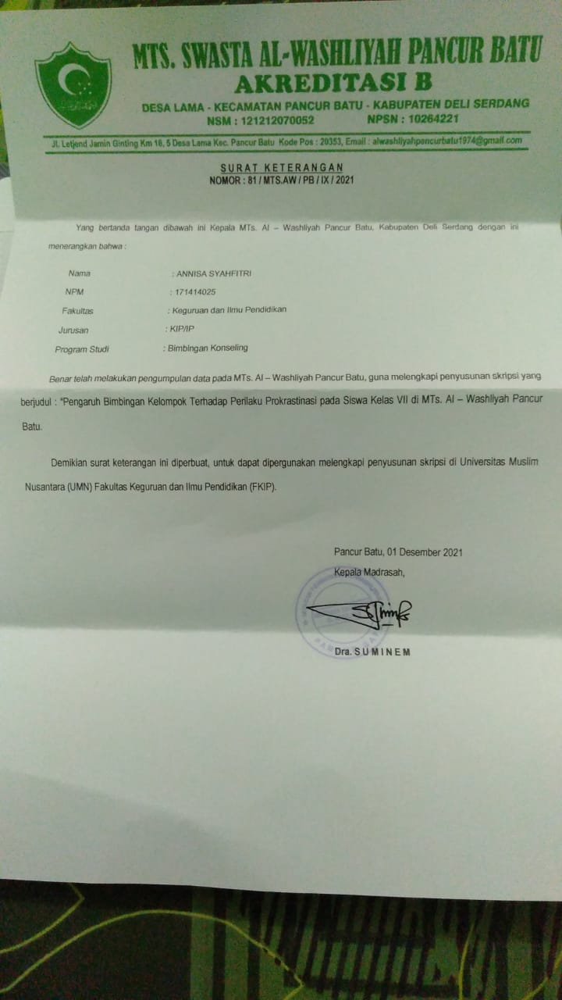 MTS. SWASTA AL-WASHLIYAH PANCUR BATU
AKREDITASI B
DESA LAMA - KECAMATAN PANCUR BATU - KABUPATEN DELI SERDANG
NSM : 121212070052 NPSN : 10264221
Jl. Letjend Jamin Ginting Km 16, 5 Desa Lama Kec. Pancur Batu Kode Pos : 20353, Email : alwashliyahpancurbatu1974@gmail.com
SURAT KETERANGAN
NOMOR : 81 / MTS.AW / PB / IX / 2021
Yang bertanda tangan dibawah ini Kepala MTs. Al – Washliyah Pancur Batu, Kabupaten Deli Serdang dengan ini
menerangkan bahwa :
Nama : ANNISA SYAHFITRI
NPM : 171414025
Fakultas : Keguruan dan Ilmu Pendidikan
Jurusan : KIP/IP
Program Studi : Bimbingan Konseling
Benar telah melakukan pengumpulan data pada MTs. Al – Washliyah Pancur Batu, guna melengkapi penyusunan skripsi yang
berjudul : "Pengaruh Bimbingan Kelompok Terhadap Perilaku Prokrastinasi pada Siswa Kelas VII di MTs. Al – Washliyah Pancur
Batu.
Demikian surat keterangan ini diperbuat, untuk dapat dipergunakan melengkapi penyusunan skripsi di Universitas Muslim
Nusantara (UMN) Fakultas Keguruan dan Ilmu Pendidikan (FKIP).
Pancur Batu, 01 Desember 2021
Kepala Madrasah,
Dra. S U M I N E M